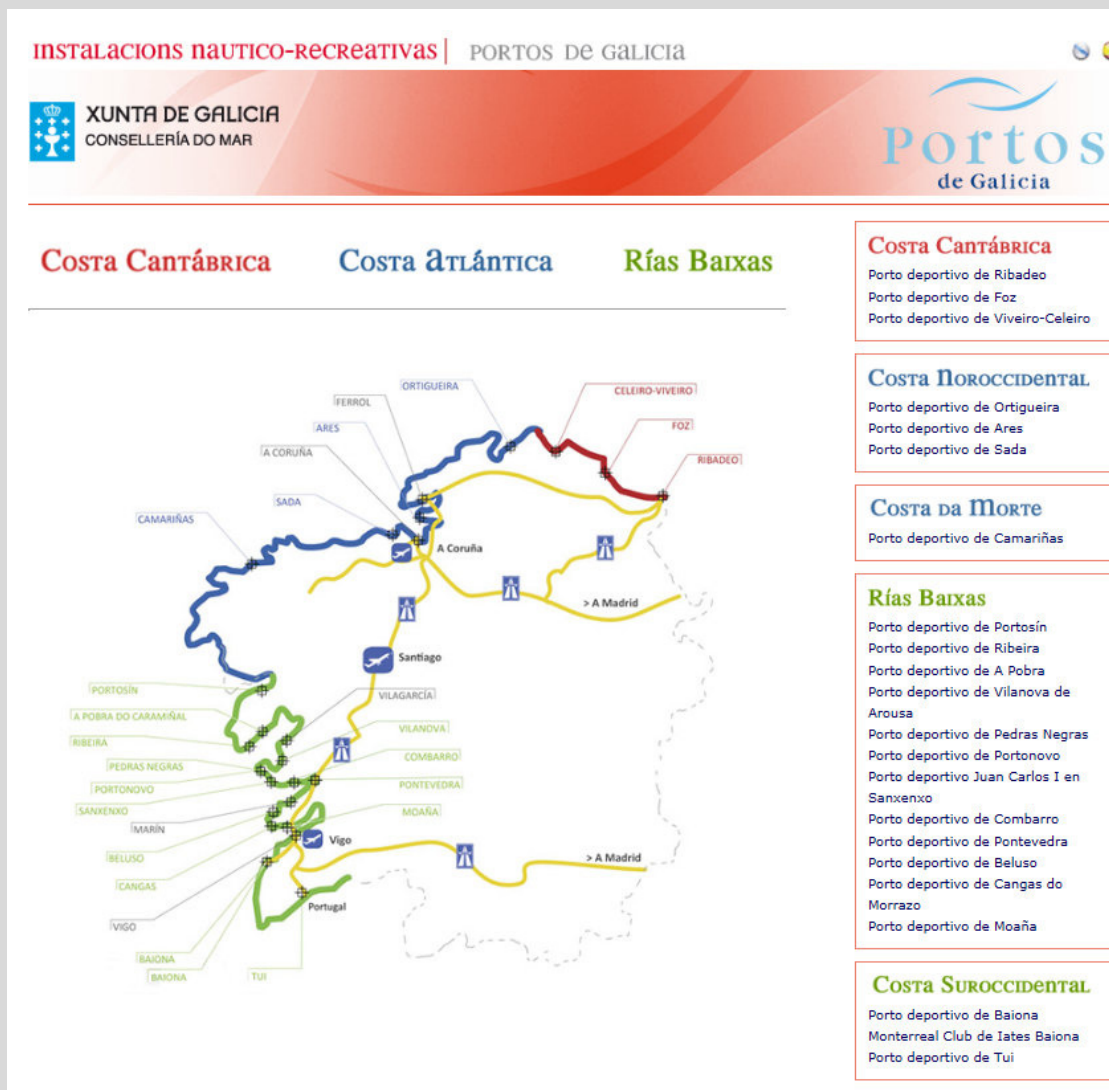 INSTALACIONS NAUTICO-RECREATIVAS | PORTOS DE GALICIA
XUNTA DE GALICIA
CONSELLERÍA DO MAR
Portos
de Galicia
COSTA CANTÁBRICA
COSTA ATLÁNTICA
RÍAS BAIXAS
ORTIGUEIRA
CELEIRO-VIVEIRO
FERROL
ARES
FOZ
A CORUÑA
RIBADEO
SADA
CAMARIÑAS
A Coruña
> A Madrid
Santiago
PORTOSÍN
VILAGARCÍA
A POBRA DO CARAMIÑAL
VILANOVA
RIBEIRA
COMBARRO
PEDRAS NEGRAS
PONTEVEDRA
PORTONOVO
SANXENXO
MOAÑA
MARÍN
Vigo
BELUSO
> A Madrid
CANGAS
Portugal
VIGO
BAIONA
BAIONA
TUI
COSTA CANTÁBRICA
Porto deportivo de Ribadeo
Porto deportivo de Foz
Porto deportivo de Viveiro-Celeiro
COSTA NOROCCIDENTAL
Porto deportivo de Ortigueira
Porto deportivo de Ares
Porto deportivo de Sada
COSTA DA MORTE
Porto deportivo de Camariñas
RÍAS BAIXAS
Porto deportivo de Portosín
Porto deportivo de Ribeira
Porto deportivo de A Pobra
Porto deportivo de Vilanova de
Arousa
Porto deportivo de Pedras Negras
Porto deportivo de Portonovo
Porto deportivo Juan Carlos I en
Sanxenxo
Porto deportivo de Combarro
Porto deportivo de Pontevedra
Porto deportivo de Beluso
Porto deportivo de Cangas do
Morrazo
Porto deportivo de Moaña
COSTA SUROCCIDENTAL
Porto deportivo de Baiona
Monterreal Club de Iates Baiona
Porto deportivo de Tui